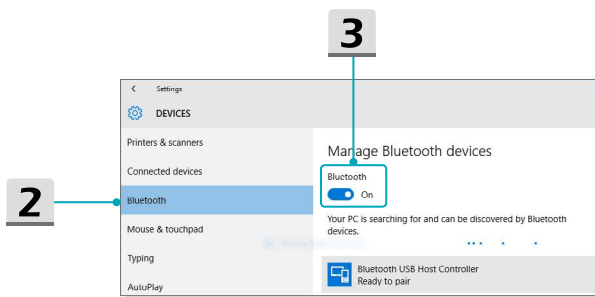 3
Settings
DEVICES
Printers & scanners
Connected devices
2
Bluetooth
Mouse & touchpad
Typing
AutoPlay
Manage Bluetooth devices
Bluetooth
On
Your PC is searching for and can be discovered by Bluetooth
devices.
Bluetooth USB Host Controller
Ready to pair